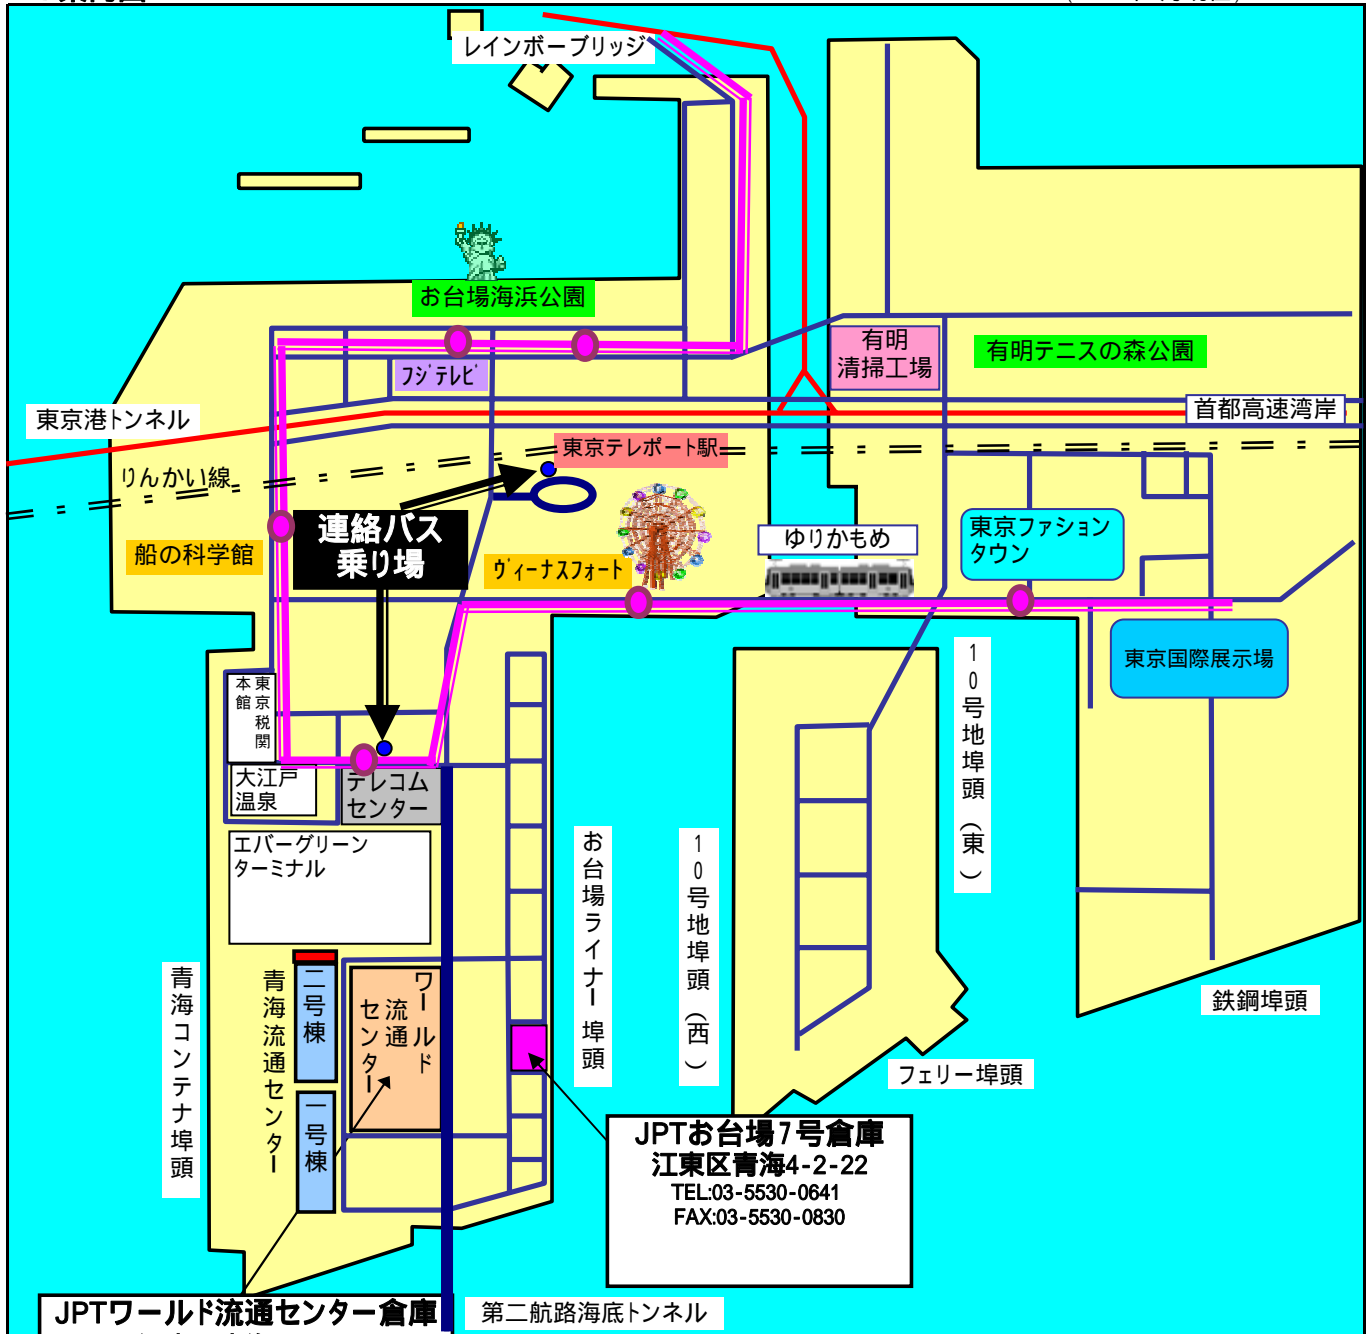 レインボーブリッジ
お台場海浜公園
フジテレビ
有明
清掃工場
有明テニスの森公園
首都高速湾岸
東京港トンネル
東京テレポート駅
りんかい線
連絡バス
乗り場
船の科学館
ヴィーナスフォート
ゆりかもめ
東京ファション
タウン
東京国際展示場
東京税関
本館
大江戸
温泉
テレコム
センター
エバーグリーン
ターミナル
お台場ライナー埠頭
10号地埠頭(西)
10号地埠頭(東)
青海コンテナ埠頭
青海流通センター
二号棟
一号棟
ワールド
流通
センター
鉄鋼埠頭
フェリー埠頭
JPTお台場7号倉庫
江東区青海4-2-22
TEL:03-5530-0641
FAX:03-5530-0830
JPTワールド流通センター倉庫
第二航路海底トンネル